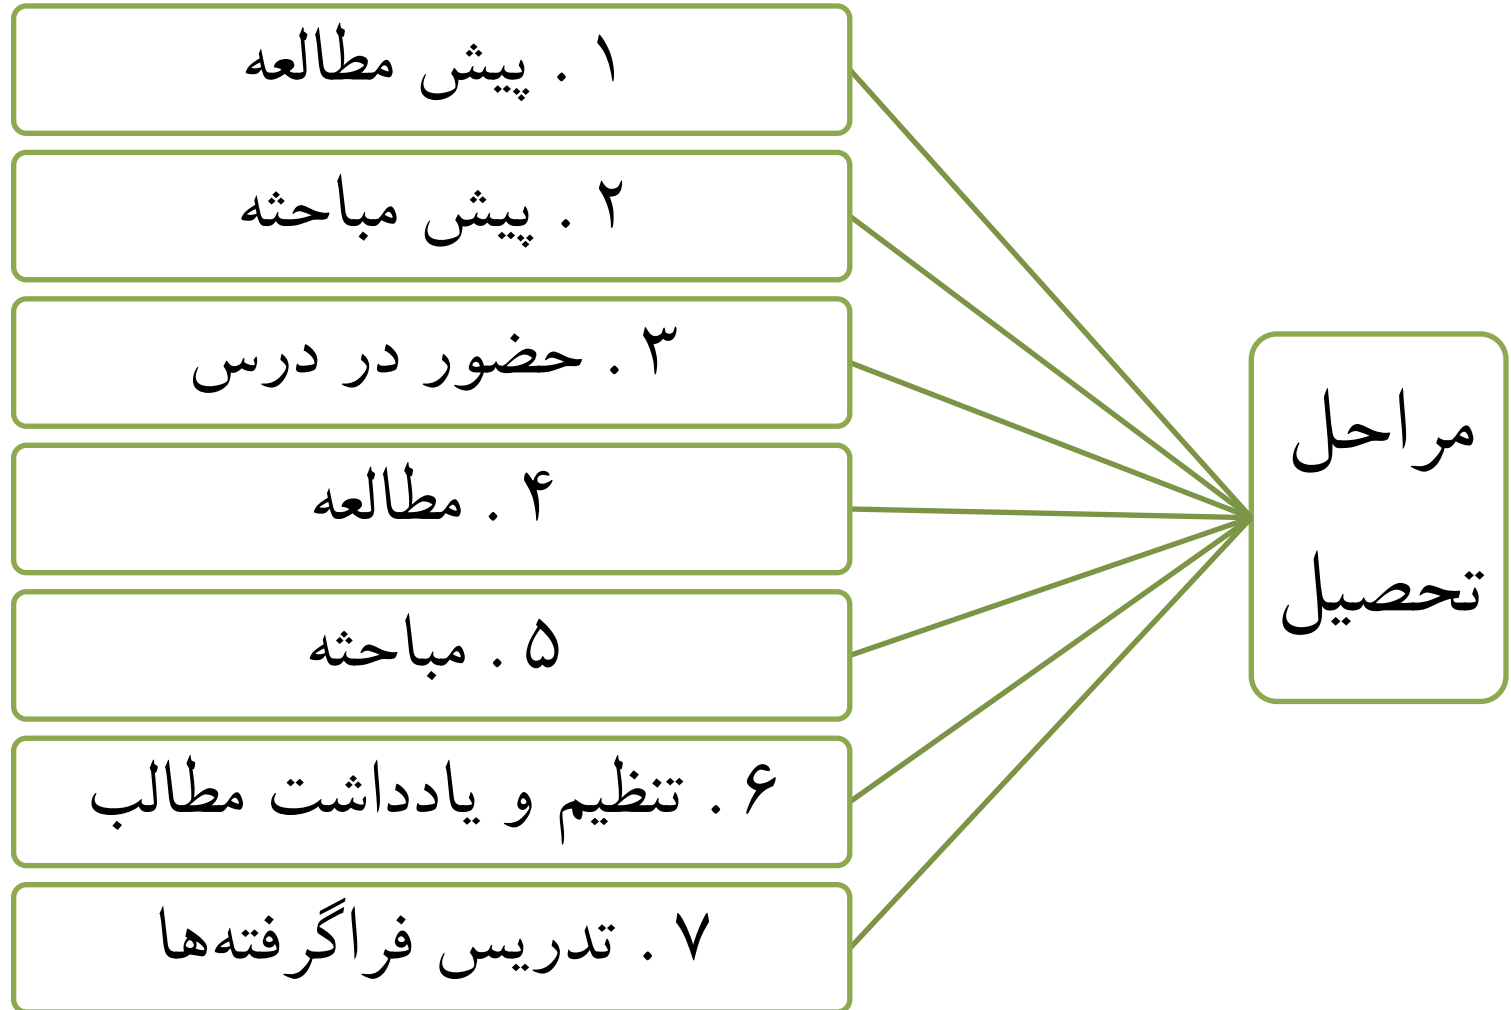 مراحل
تحصیل
۱ . پیش مطالعه
۲ . پیش مباحثه
۳ . حضور در درس
۴ . مطالعه
۵ . مباحثه
۶ . تنظیم و یادداشت مطالب
۷ . تدریس فراگرفته‌ها